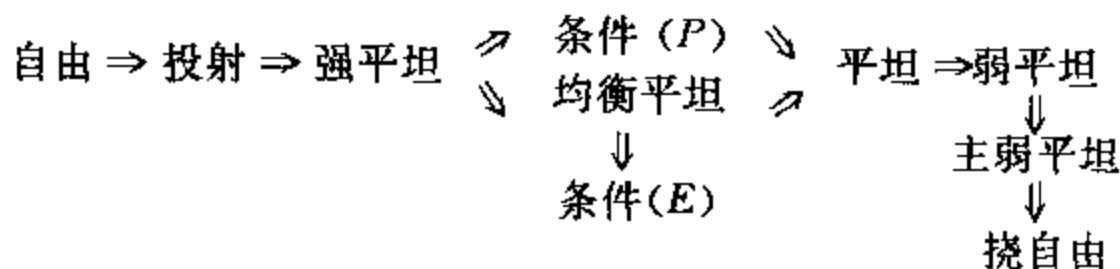 条件 (P)
自由 ⇒ 投射 ⇒ 强平坦 ⇗ ⇘ 平坦 ⇒弱平坦
⇘ 均衡平坦 ⇗ ⇓
⇓ 主弱平坦
条件(E) ⇓
挠自由